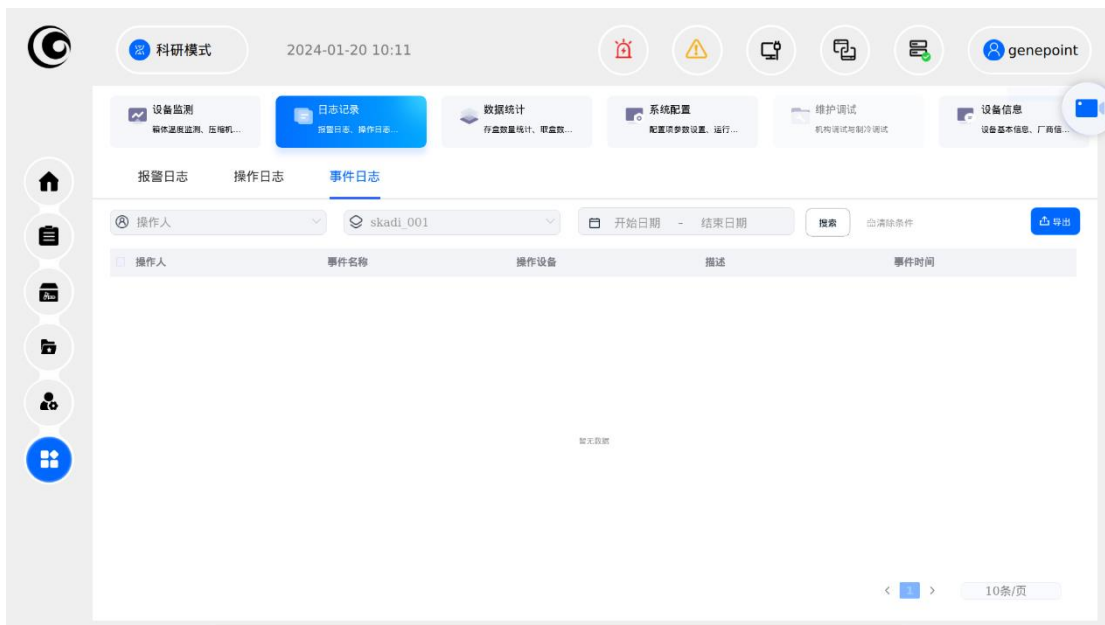 科研模式
2024-01-20 10:11
genepoint
设备监测
箱体温度监测、压缩机...
日志记录
报警日志、操作日志...
数据统计
存盒数量统计、取盒数...
系统配置
配置项参数设置、运行...
维护调试
机构调试与制冷调试
设备信息
设备基本信息、厂商信...
报警日志 操作日志 事件日志
操作人 skadi_001 开始日期 - 结束日期 搜索 清除条件 导出
操作人 事件名称 操作设备 描述 事件时间
暂无数据
1 10条/页